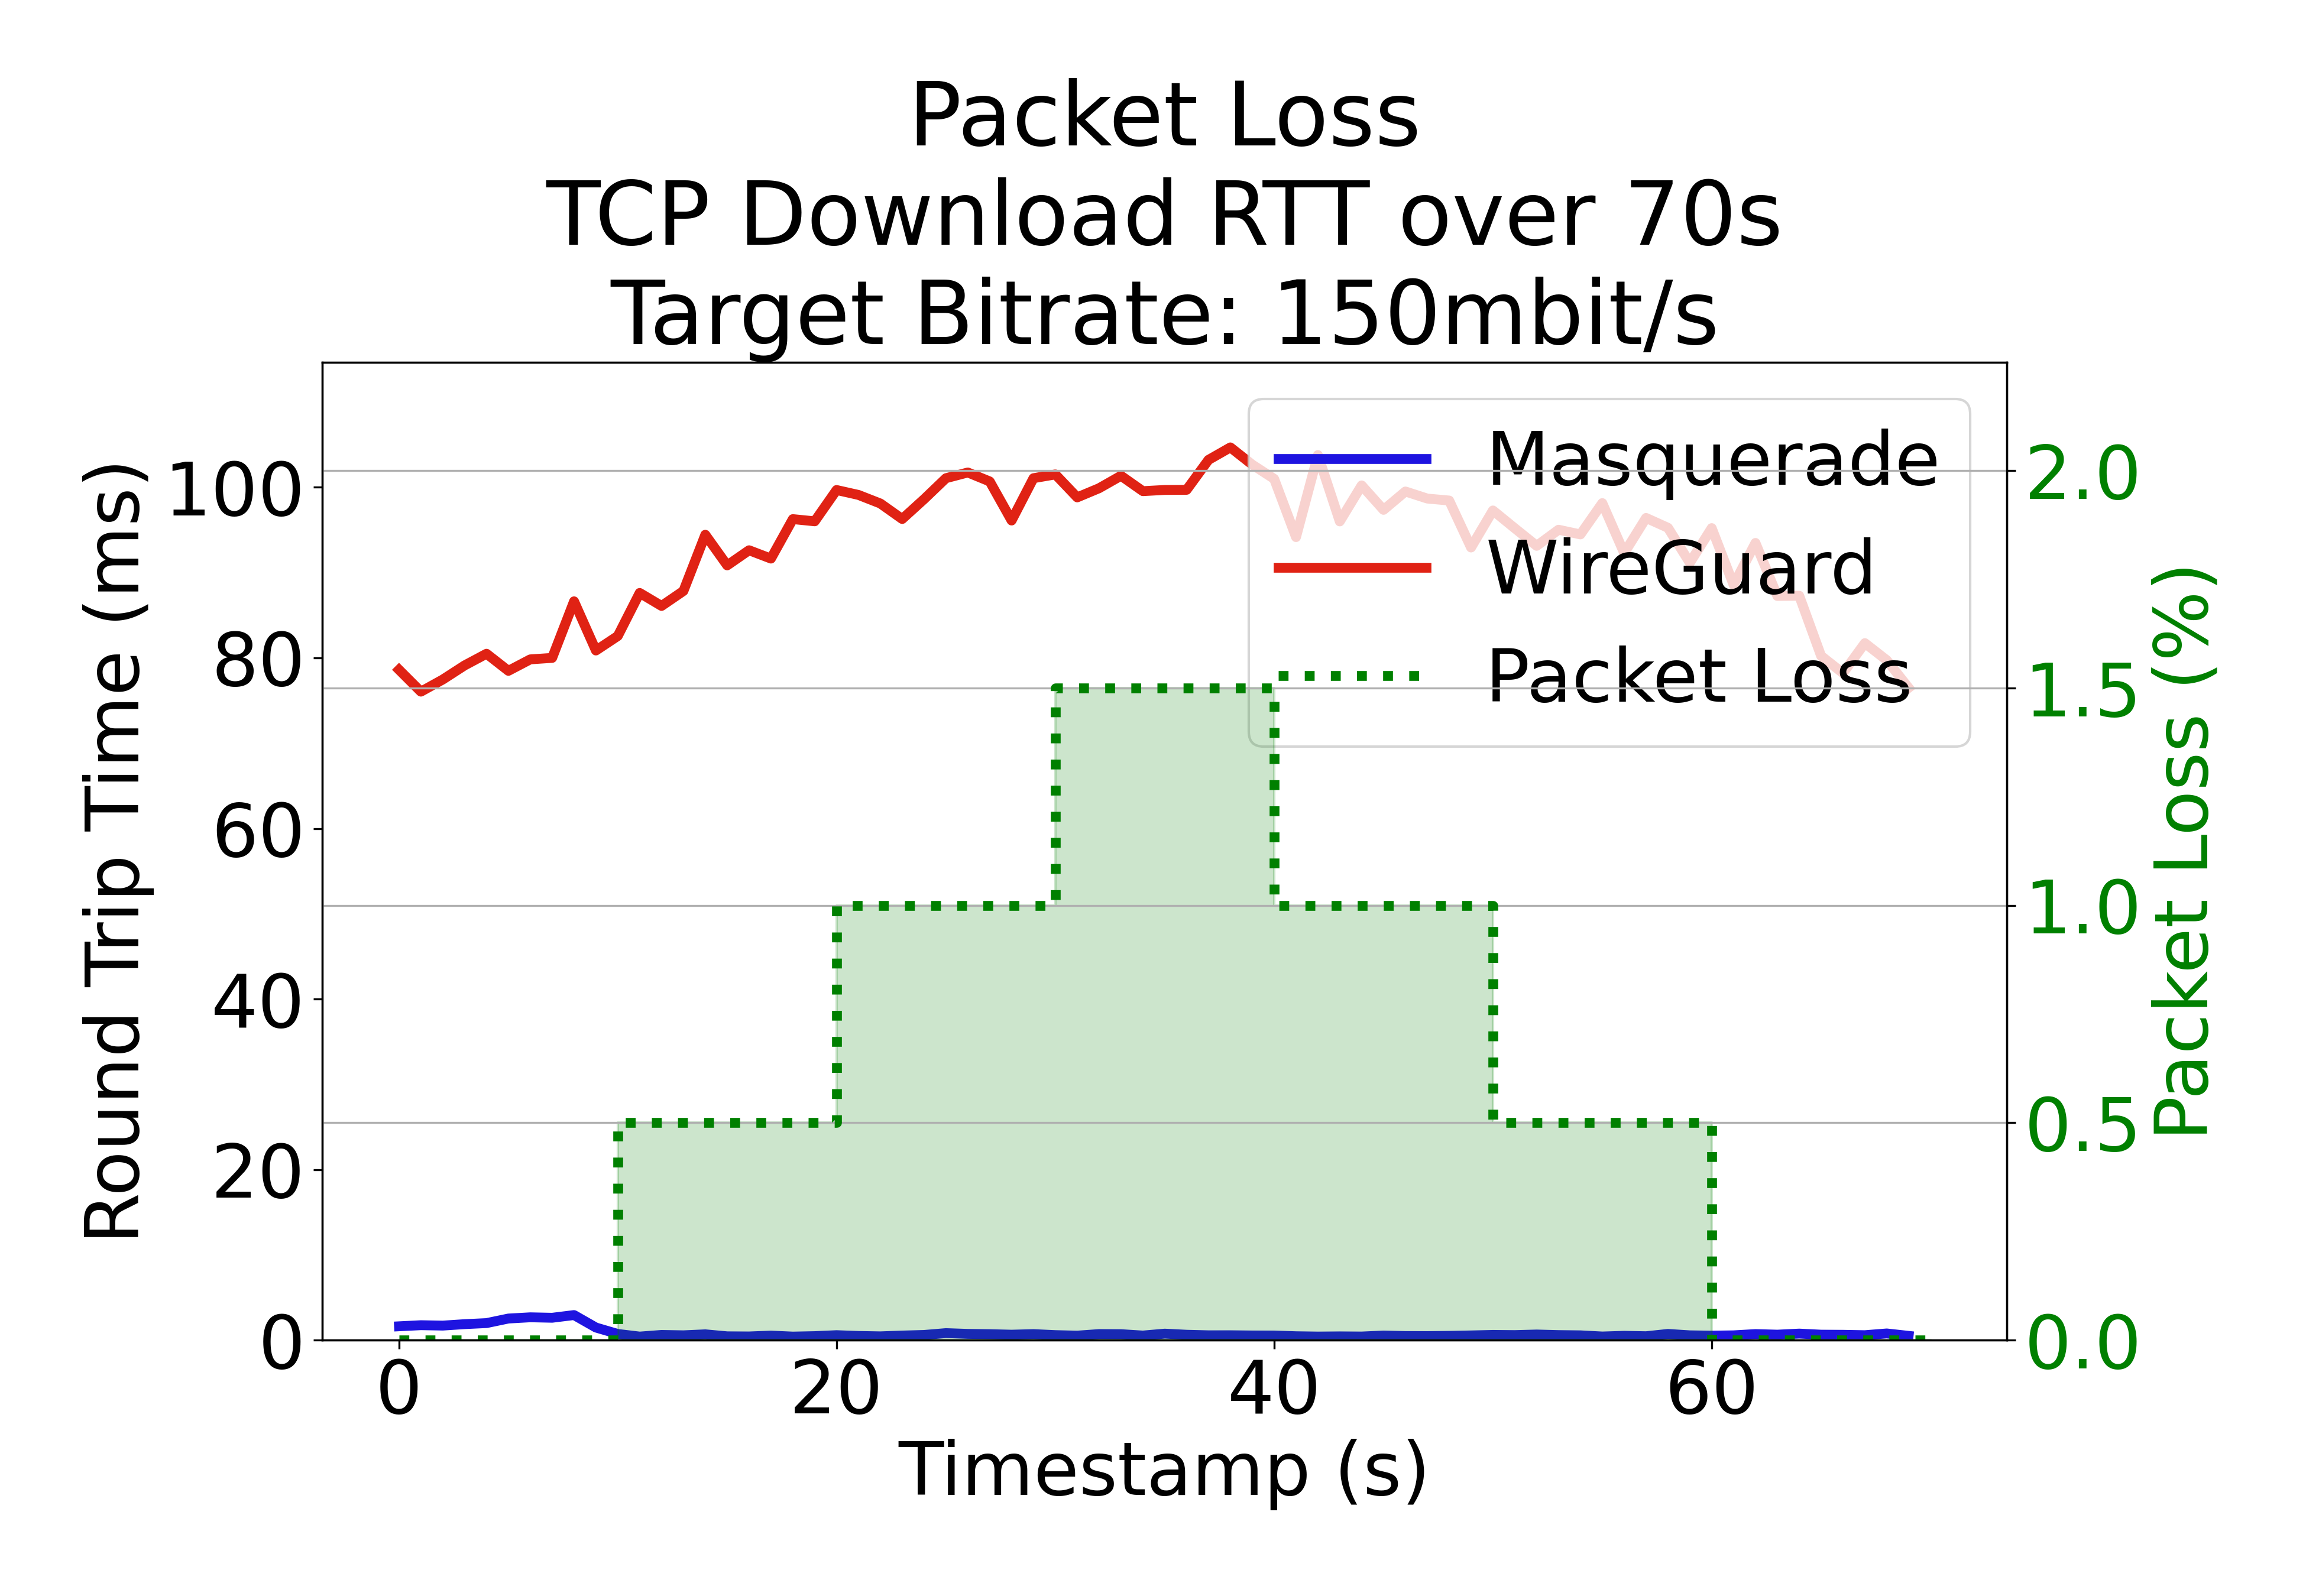 Packet Loss
TCP Download RTT over 70s
Target Bitrate: 150mbit/s
Masquerade
WireGuard
Packet Loss
Round Trip Time (ms)
100
80
60
40
20
0
2.0
1.5
1.0
0.5
0.0
Packet Loss (%)
0 20 40 60
Timestamp (s)